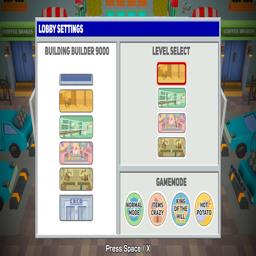 LOBBY SETTINGS
BUILDING BUILDER 9000
LEVEL SELECT
GAMEMODE
NORMAL MODE
ITEMS CRAZY
KING OF THE HILL
HOT POTATO
Press Space / X